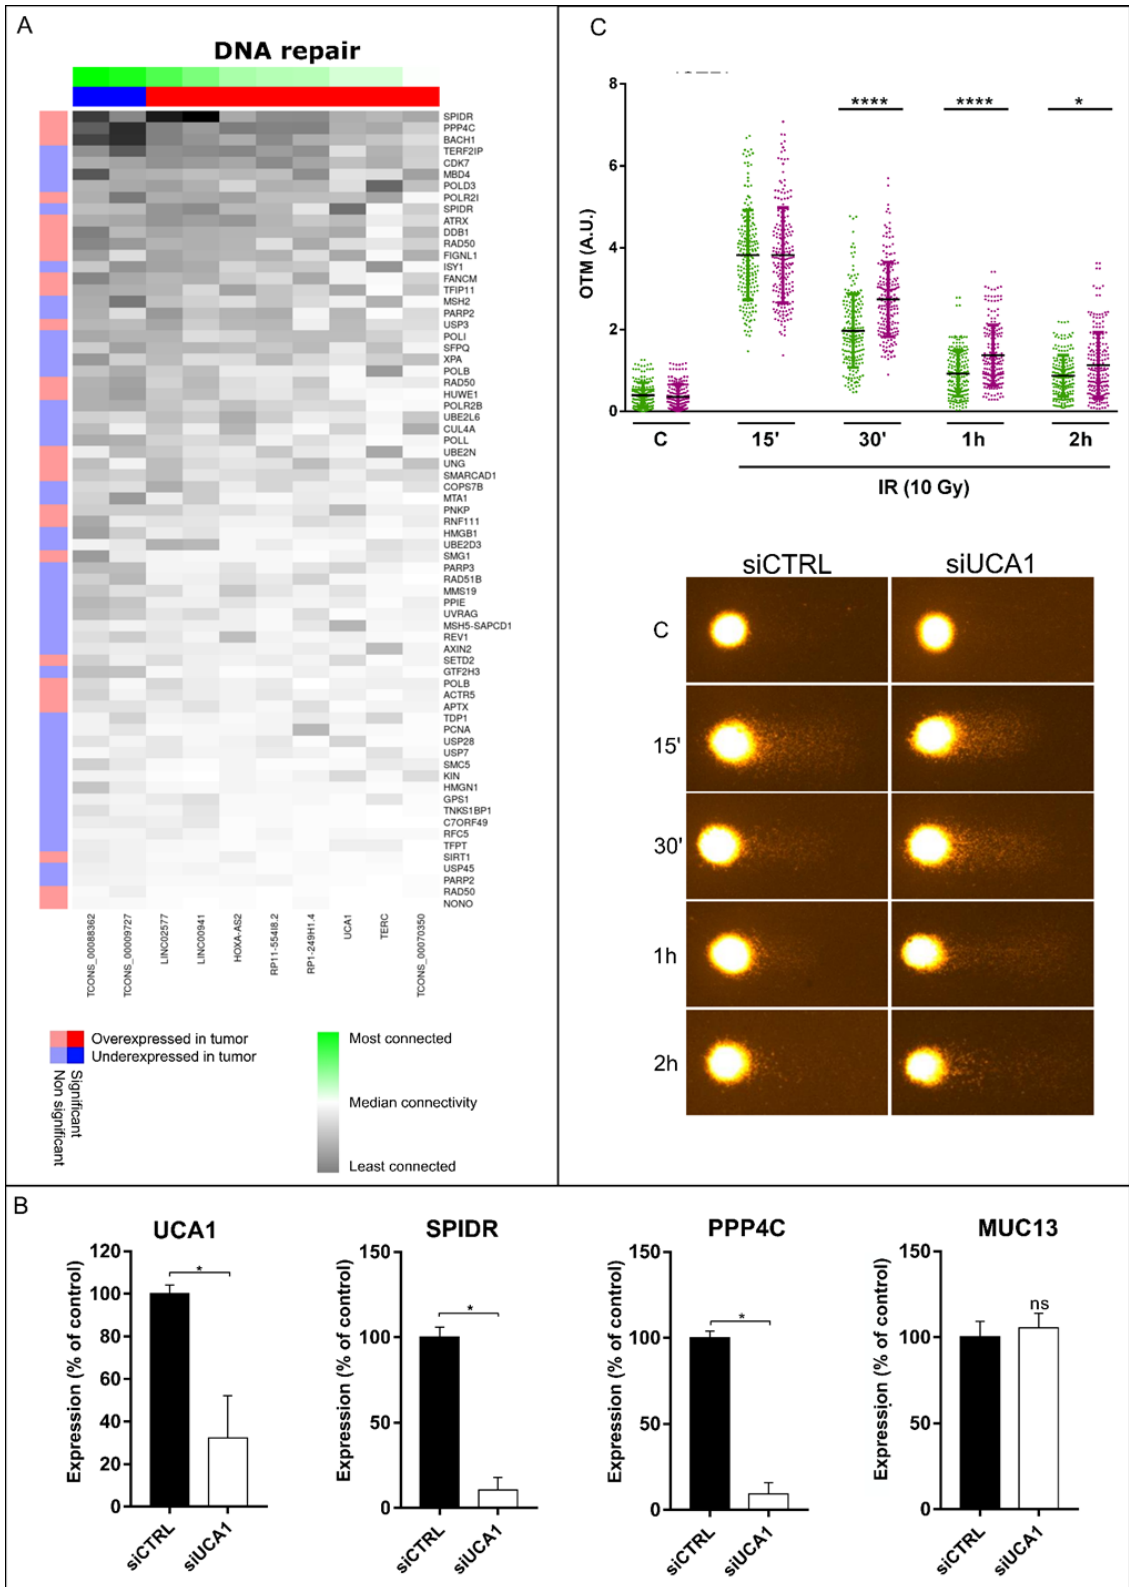 A
DNA repair
SPIDR
PPP4C
BACH1
TERF2IP
CDK7
MBD4
POLD3
POLR2I
SPIDR
ATRX
DDB1
RAD50
FIGNL1
ISY1
FANCM
TFIP11
MSH2
PARP2
USP3
POLI
SFPQ
XPA
POLB
RAD50
HUWE1
POLR2B
UBE2L6
CUL4A
POLL
UBE2N
UNG
SMARCAD1
COPS7B
MTA1
PNKP
RNF111
HMGB1
UBE2D3
SMG1
PARP3
RAD51B
MMS19
PPIE
UVRAG
MSH5-SAPCD1
REV1
AXIN2
SETD2
GTF2H3
POLB
ACTR5
APTX
TDP1
PCNA
USP28
USP7
SMC5
KIN
HMGN1
GPS1
TNKS1BP1
C7ORF49
RFC5
TFPT
SIRT1
USP45
PARP2
RAD50
NONO
TCONS_00088362
TCONS_00009727
LINC02577
LINC00941
HOXA-AS2
RP11-554I8.2
RP1-249H1.4
UCA1
TERC
TCONS_00070350
Overexpressed in tumor
Underexpressed in tumor
Significant
Non significant
Most connected
Median connectivity
Least connected
C
OTM (A.U.)
8
6
4
2
0
**** **** *
C 15' 30' 1h 2h
IR (10 Gy)
siCTRL siUCA1
C
15'
30'
1h
2h
B
UCA1
Expression (% of control)
120
100
80
60
40
20
0
*
siCTRL siUCA1
SPIDR
Expression (% of control)
150
100
50
0
*
siCTRL siUCA1
PPP4C
Expression (% of control)
150
100
50
0
*
siCTRL siUCA1
MUC13
Expression (% of control)
150
100
50
0
ns
siCTRL siUCA1